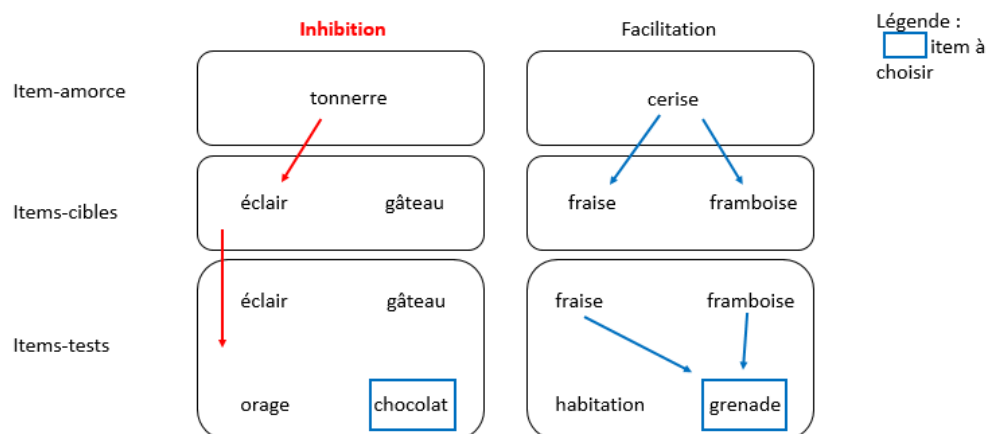 Inhibition
Facilitation
Légende :
item à
choisir
Item-amorce
tonnerre
cerise
Items-cibles
éclair
gâteau
fraise
framboise
Items-tests
éclair
gâteau
fraise
framboise
orage
chocolat
habitation
grenade